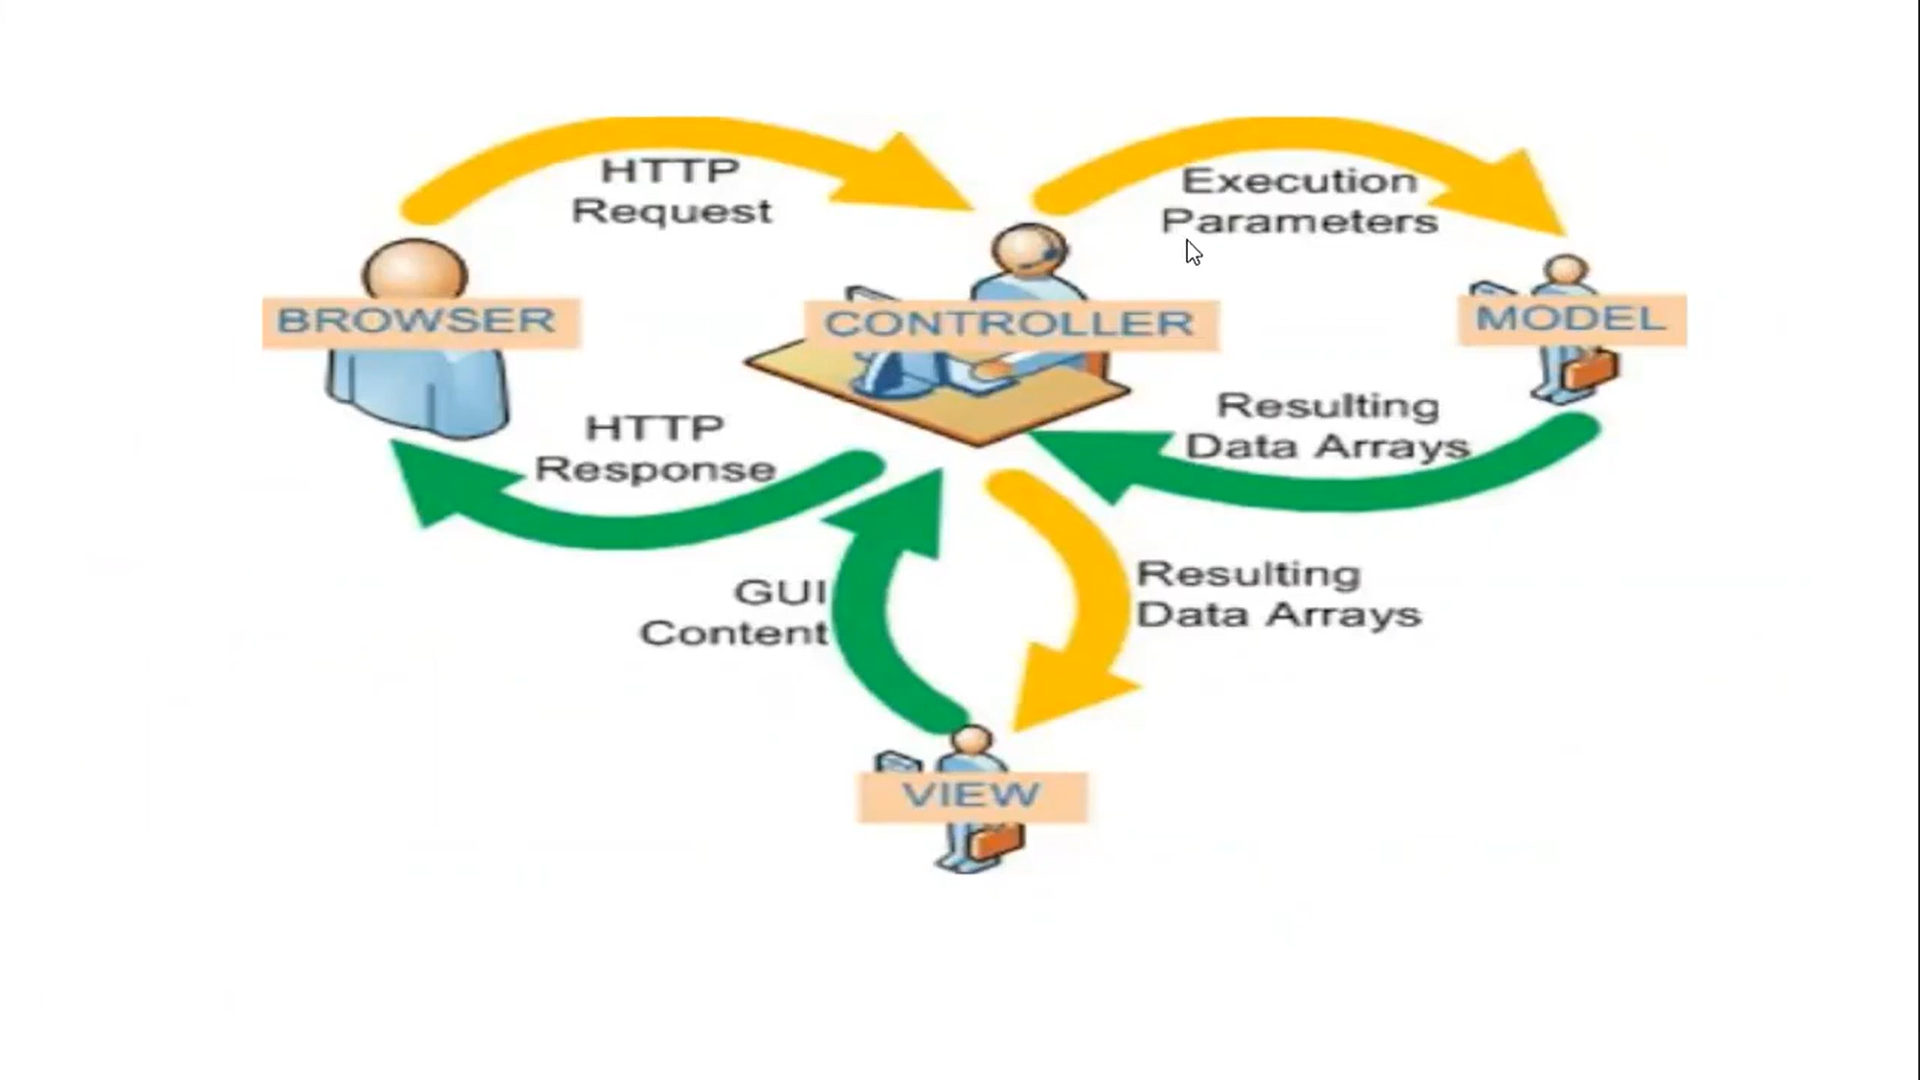 HTTP
Request
Execution
Parameters
BROWSER
CONTROLLER
MODEL
HTTP
Response
Resulting
Data Arrays
GUI
Content
Resulting
Data Arrays
VIEW